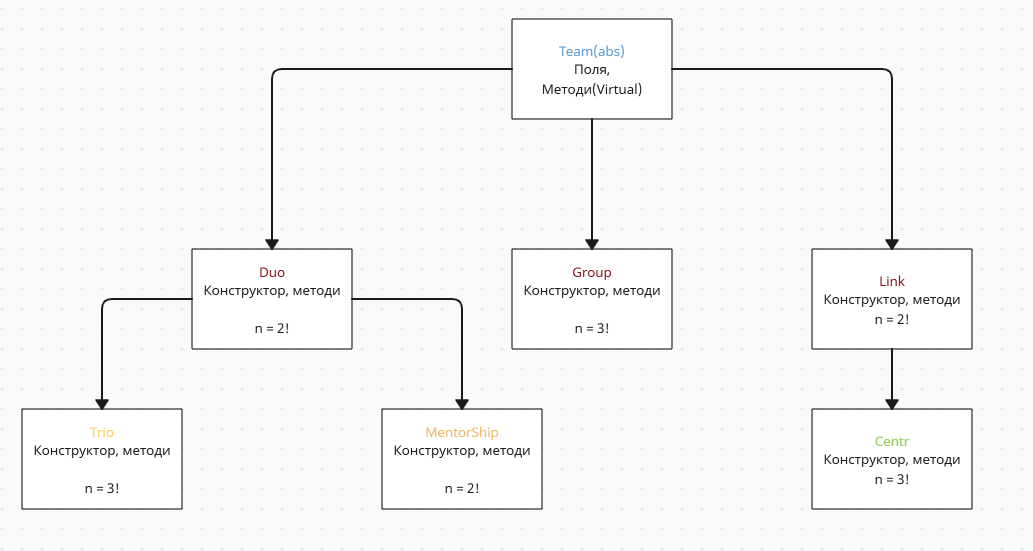 Team(abs)
Поля,
Методи(Virtual)
Duo
Конструктор, методи
n = 2!
Group
Конструктор, методи
n = 3!
Link
Конструктор, методи
n = 2!
Trio
Конструктор, методи
n = 3!
MentorShip
Конструктор, методи
n = 2!
Centr
Конструктор, методи
n = 3!